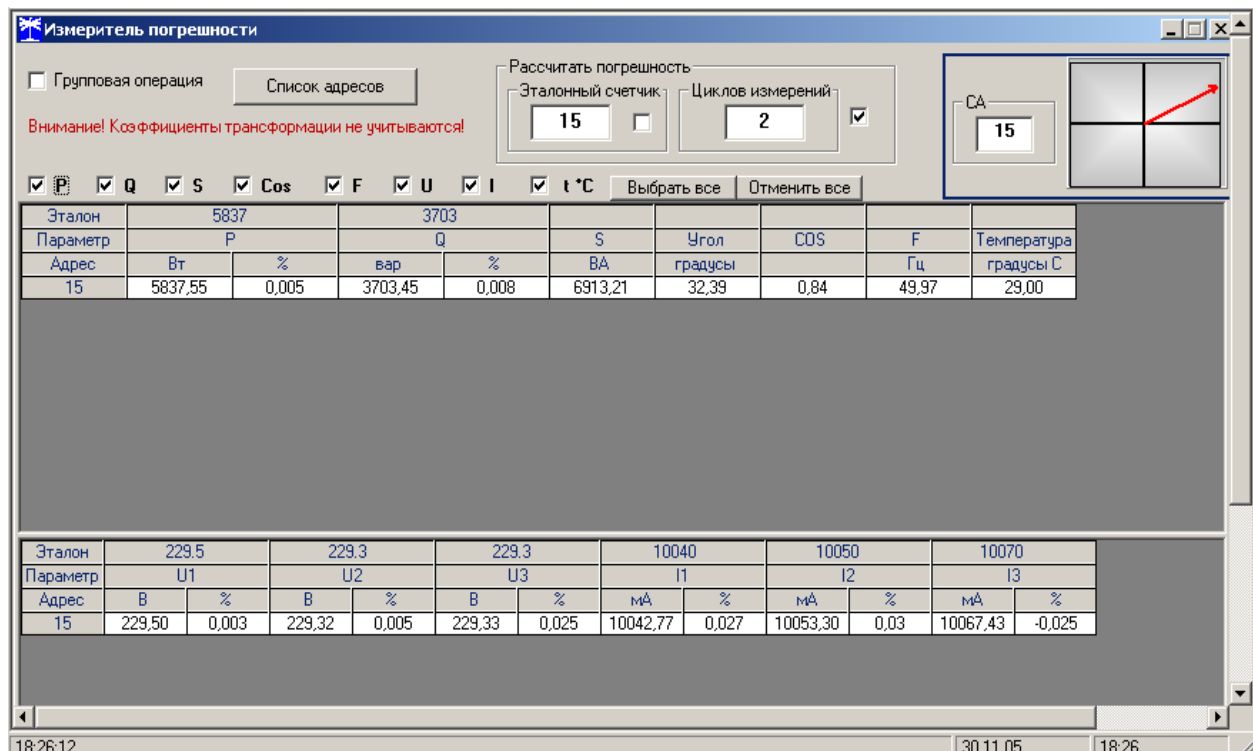 Измеритель погрешности
Групповая операция
Список адресов
Внимание! Коэффициенты трансформации не учитываются!
Рассчитать погрешность
Эталонный счетчик
15
Циклов измерений
2
СА
15
P Q S Cos F U I t °C Выбрать все Отменить все
Эталон 5837 3703
Параметр P Q S Угол COS F Температура
Адрес Вт % вар % ВА градусы Гц градусы С
15 5837,55 0,005 3703,45 0,008 6913,21 32,39 0,84 49,97 29,00
Эталон 229.5 229.3 229.3 10040 10050 10070
Параметр U1 U2 U3 I1 I2 I3
Адрес В % В % В % мА % мА % мА %
15 229,50 0,003 229,32 0,005 229,33 0,025 10042,77 0,027 10053,30 0,03 10067,43 -0,025
18:26:12 30.11.05 18:26